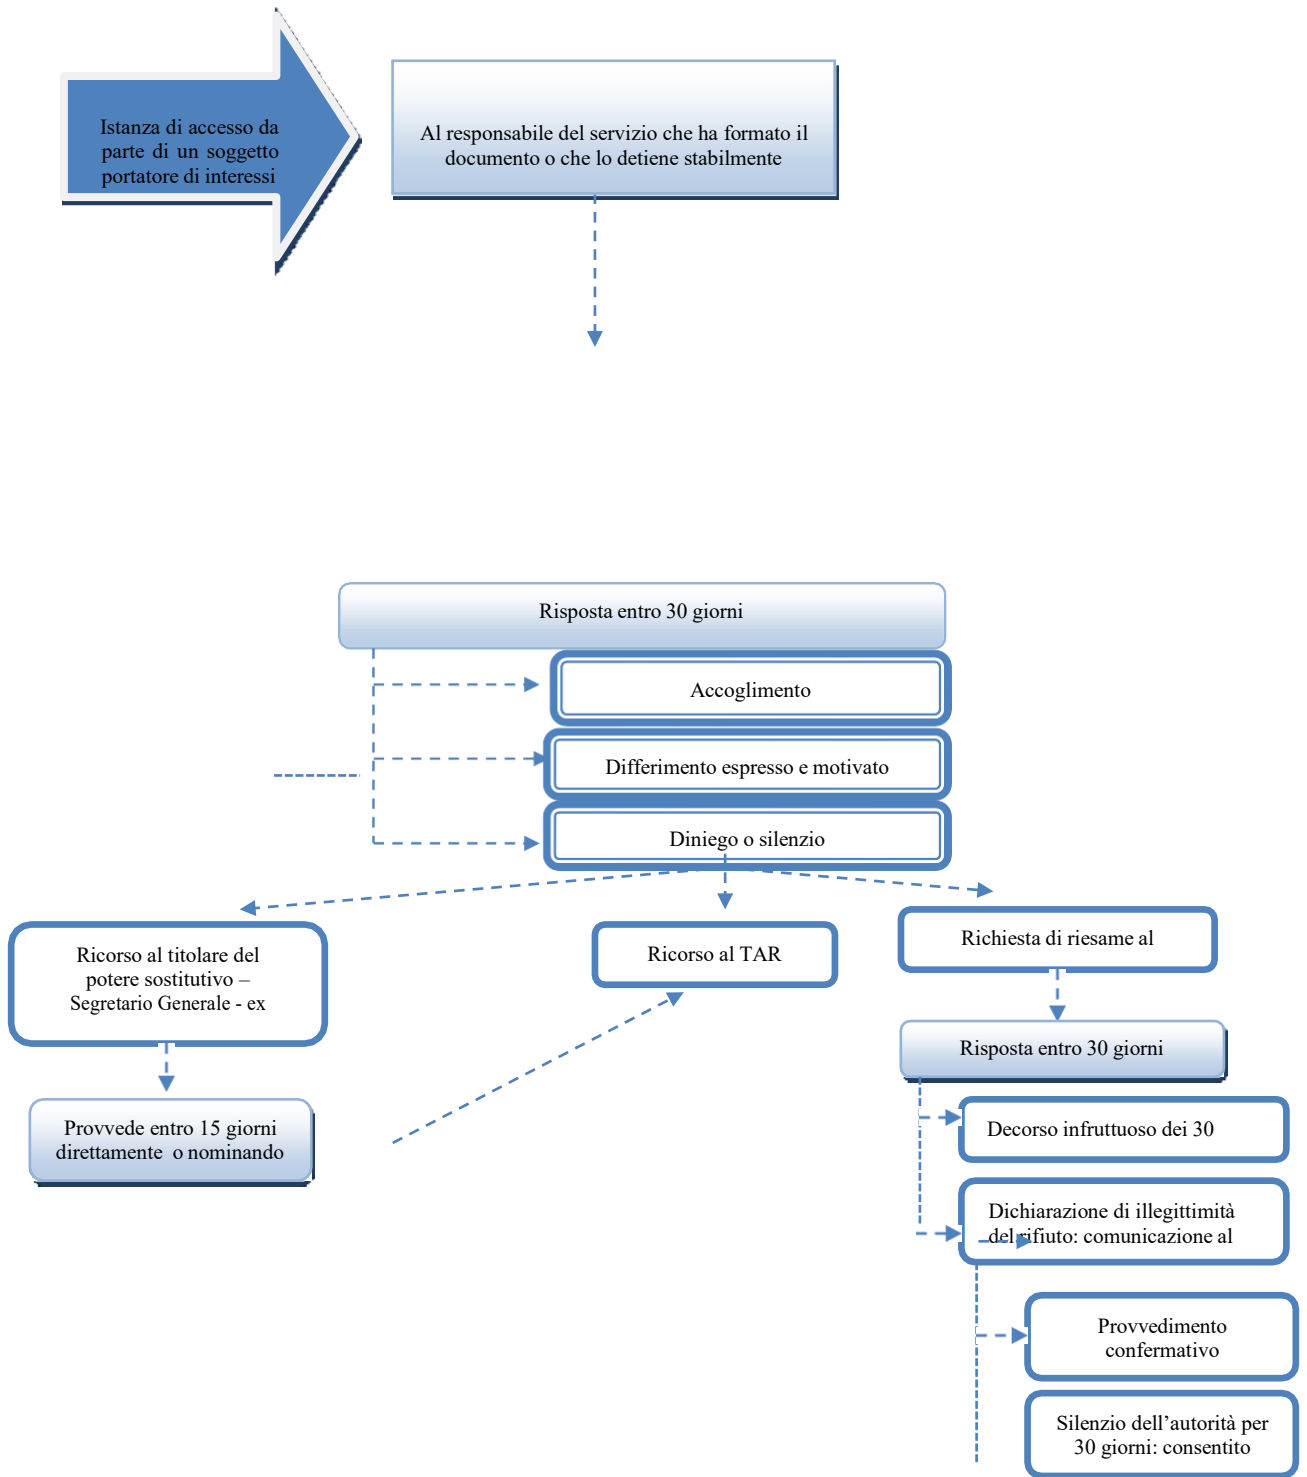 Istanza di accesso da
parte di un soggetto
portatore di interessi
Al responsabile del servizio che ha formato il
documento o che lo detiene stabilmente
Risposta entro 30 giorni
Accoglimento
Differimento espresso e motivato
Diniego o silenzio
Ricorso al titolare del
potere sostitutivo –
Segretario Generale - ex
Provvede entro 15 giorni
direttamente o nominando
Ricorso al TAR
Richiesta di riesame al
Risposta entro 30 giorni
Decorso infruttuoso dei 30
Dichiarazione di illegittimità
del rifiuto: comunicazione al
Provvedimento
confermativo
Silenzio dell’autorità per
30 giorni: consentito